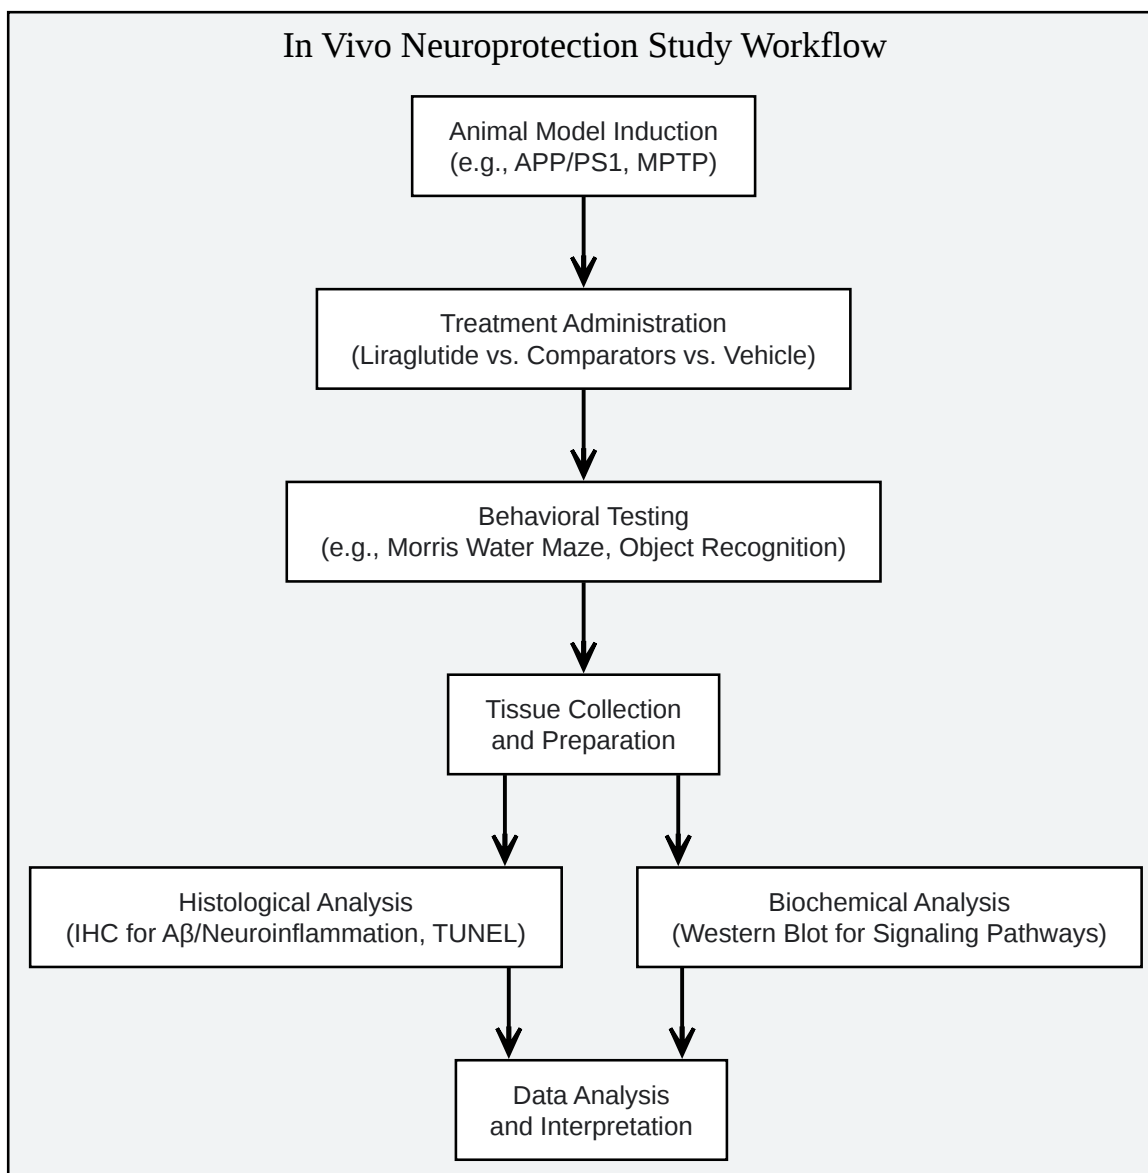 In Vivo Neuroprotection Study Workflow
Animal Model Induction
(e.g., APP/PS1, MPTP)
Treatment Administration
(Liraglutide vs. Comparators vs. Vehicle)
Behavioral Testing
(e.g., Morris Water Maze, Object Recognition)
Tissue Collection
and Preparation
Histological Analysis
(IHC for Aβ/Neuroinflammation, TUNEL)
Biochemical Analysis
(Western Blot for Signaling Pathways)
Data Analysis
and Interpretation